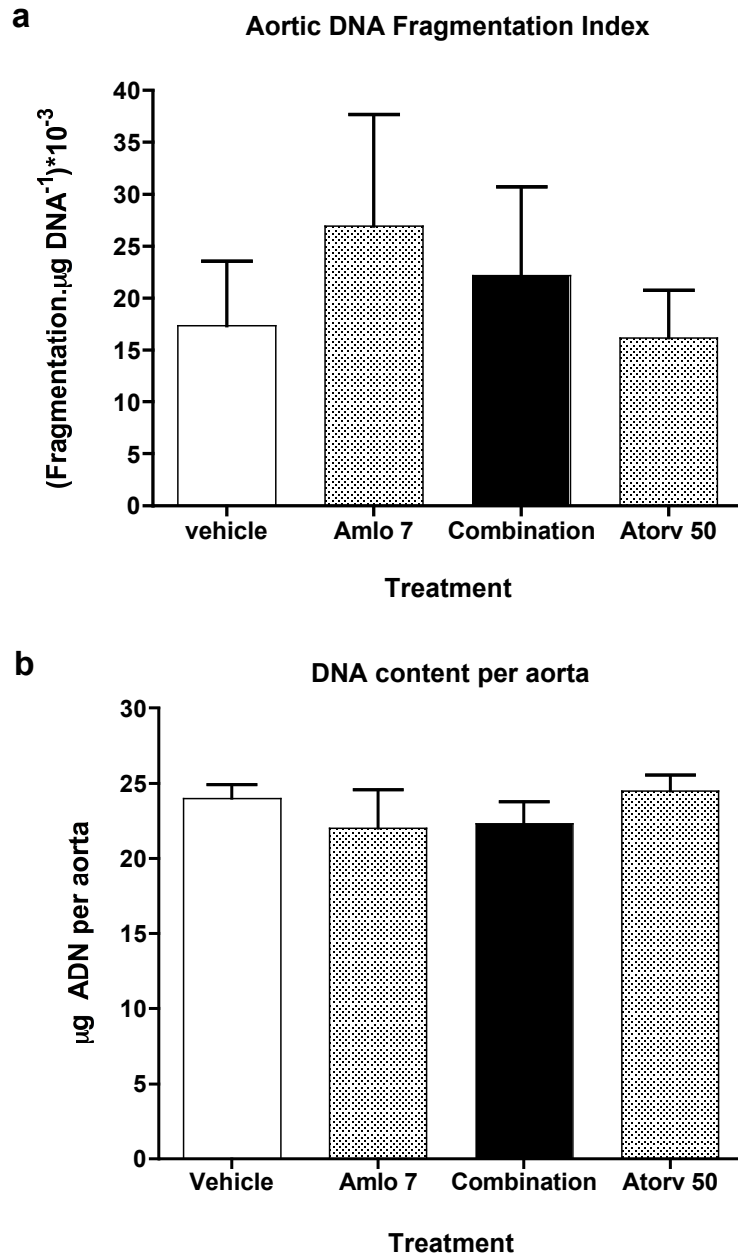 a
Aortic DNA Fragmentation Index
(Fragmentation.µg DNA⁻¹)*10⁻³
40
35
30
25
20
15
10
5
0
vehicle Amlo 7 Combination Atorv 50
Treatment
b
DNA content per aorta
µg ADN per aorta
30
25
20
15
10
5
0
Vehicle Amlo 7 Combination Atorv 50
Treatment